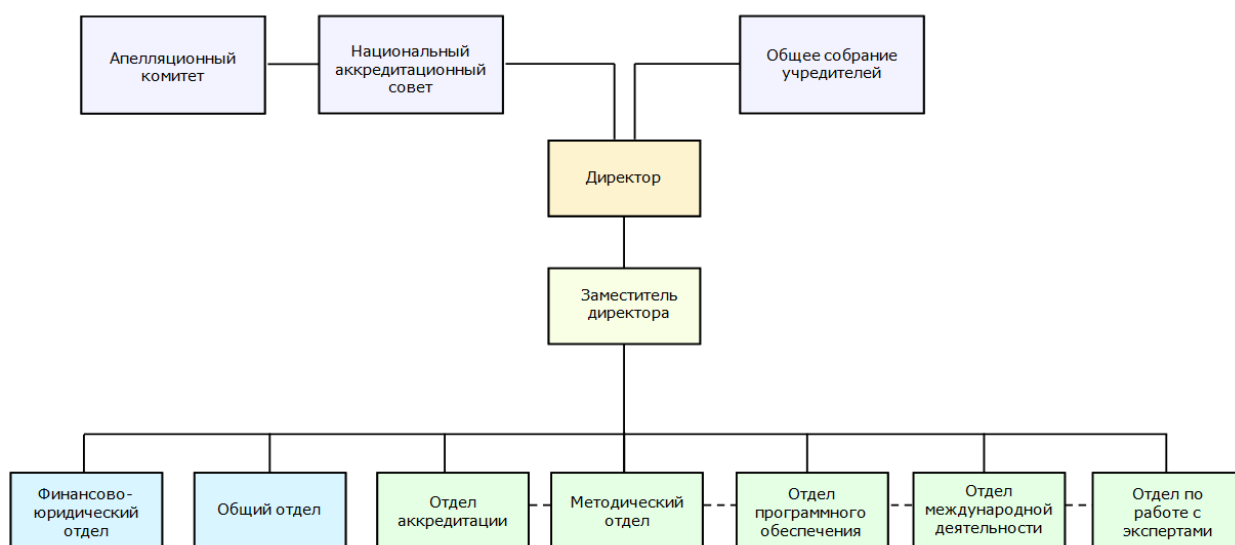 Апелляционный
комитет
Национальный
аккредитационный
совет
Общее собрание
учредителей
Директор
Заместитель
директора
Финансово-
юридический
отдел
Общий отдел
Отдел
аккредитации
Методический
отдел
Отдел
программного
обеспечения
Отдел
международной
деятельности
Отдел по
работе с
экспертами